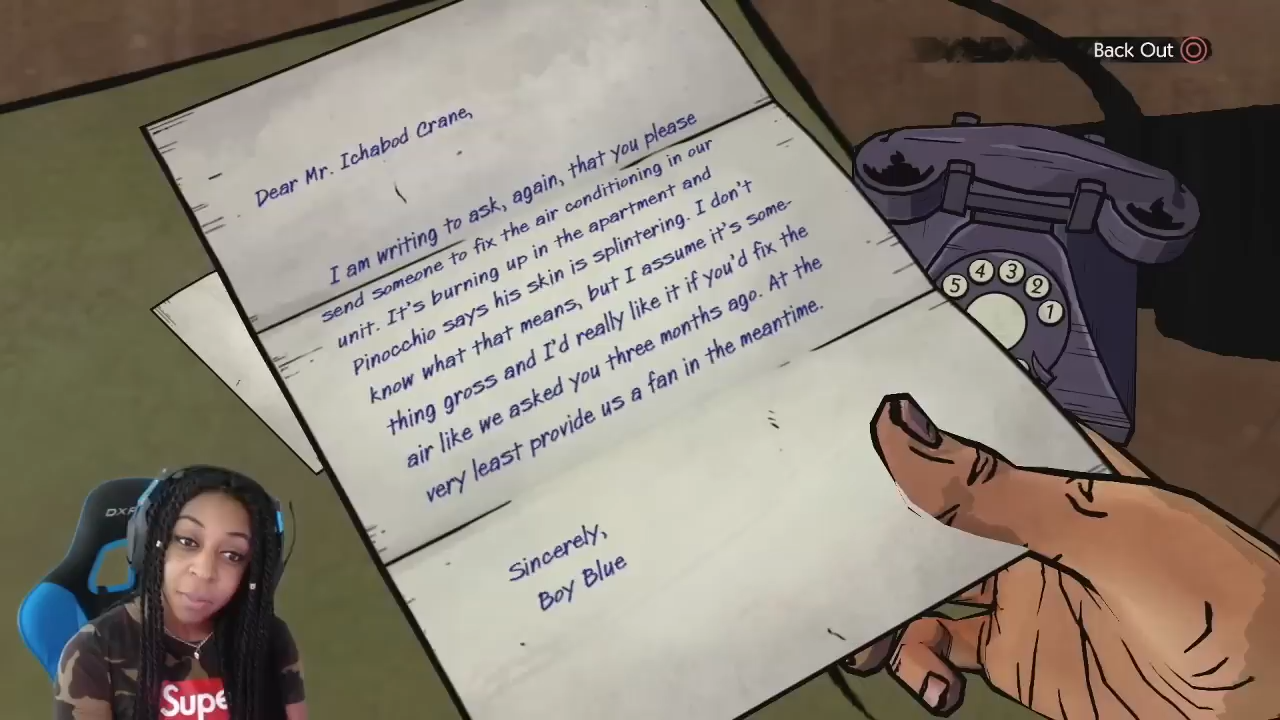 Back Out
Dear Mr. Ichabod Crane,
I am writing to ask, again, that you please
send someone to fix the air conditioning in our
unit. It's burning up in the apartment and
Pinocchio says his skin is splintering. I don't
know what that means, but I assume it's some-
thing gross and I'd really like it if you'd fix the
air like we asked you three months ago. At the
very least provide us a fan in the meantime.
Sincerely,
Boy Blue
5 4 3 2 1
DXR
Supe